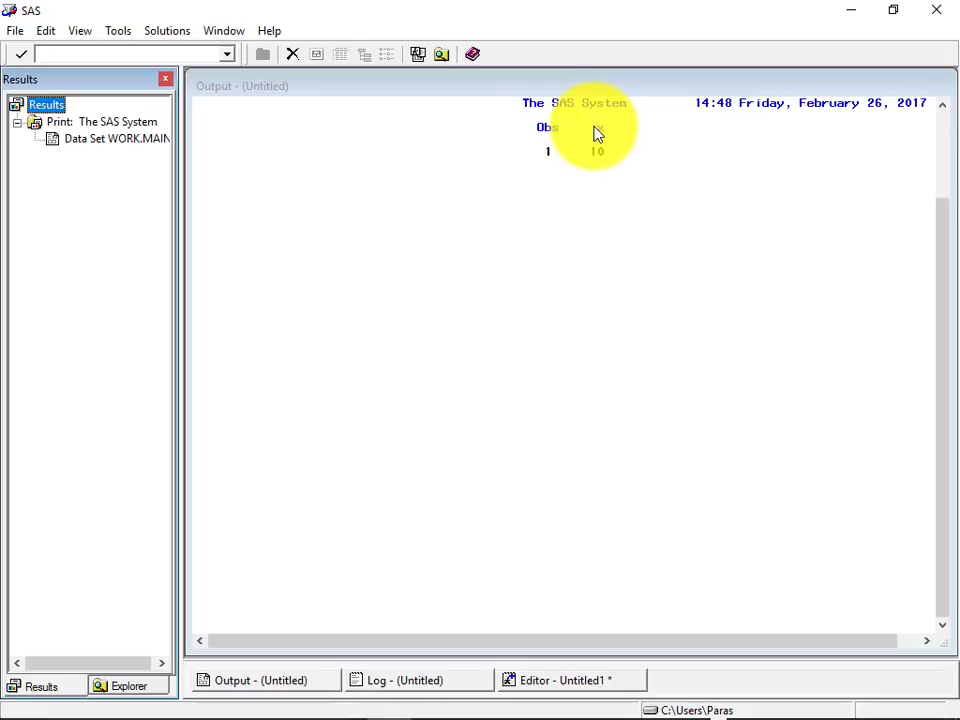 SAS
File Edit View Tools Solutions Window Help
Results
Output - (Untitled)
Results
Print: The SAS System
Data Set WORK.MAIN
The SAS System 14:48 Friday, February 26, 2017
Obs x
1 10
Results Explorer
Output - (Untitled) Log - (Untitled) Editor - Untitled1 *
C:\Users\Paras